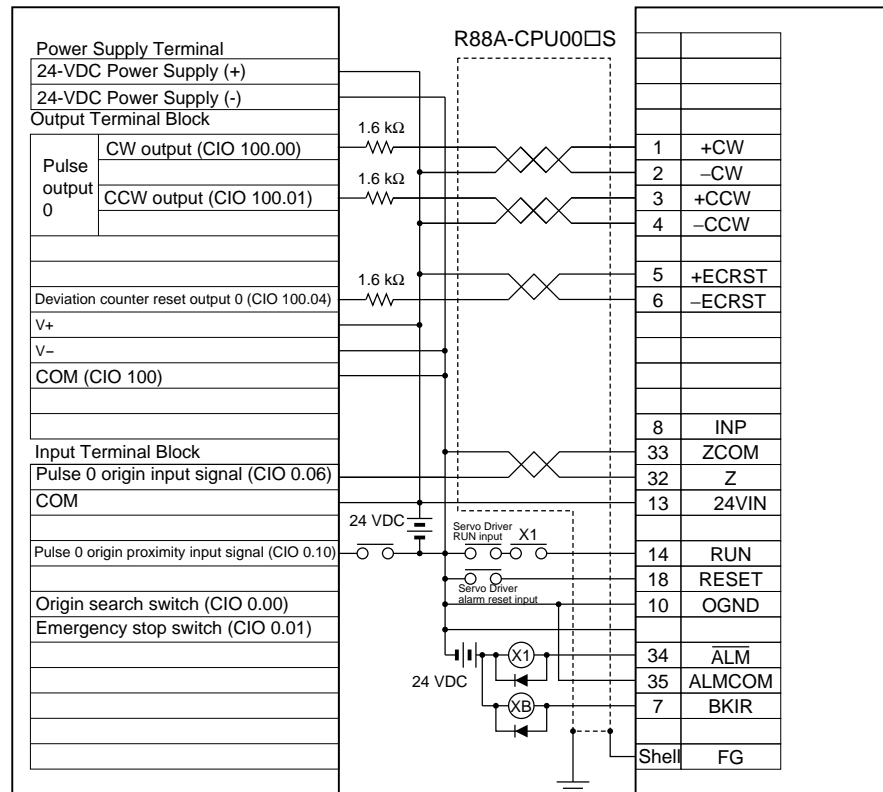 R88A-CPU00□S
Power Supply Terminal
24-VDC Power Supply (+)
24-VDC Power Supply (-)
Output Terminal Block
Pulse output 0
CW output (CIO 100.00)
CCW output (CIO 100.01)
1.6 kΩ
1.6 kΩ
1.6 kΩ
Deviation counter reset output 0 (CIO 100.04)
V+
V−
COM (CIO 100)
Input Terminal Block
Pulse 0 origin input signal (CIO 0.06)
COM
Pulse 0 origin proximity input signal (CIO 0.10)
Origin search switch (CIO 0.00)
Emergency stop switch (CIO 0.01)
24 VDC
Servo Driver
RUN input
X1
Servo Driver
alarm reset input
X1
24 VDC
XB
1 +CW
2 −CW
3 +CCW
4 −CCW
5 +ECRST
6 −ECRST
8 INP
33 ZCOM
32 Z
13 24VIN
14 RUN
18 RESET
10 OGND
34 A̅L̅M̅
35 ALMCOM
7 BKIR
Shell FG